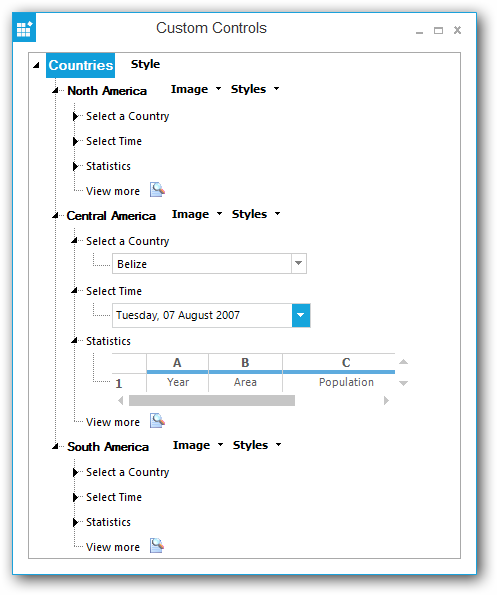 Custom Controls
Countries Style
North America Image Styles
Select a Country
Select Time
Statistics
View more
Central America Image Styles
Select a Country
Belize
Select Time
Tuesday, 07 August 2007
Statistics
A B C
1 Year Area Population
View more
South America Image Styles
Select a Country
Select Time
Statistics
View more